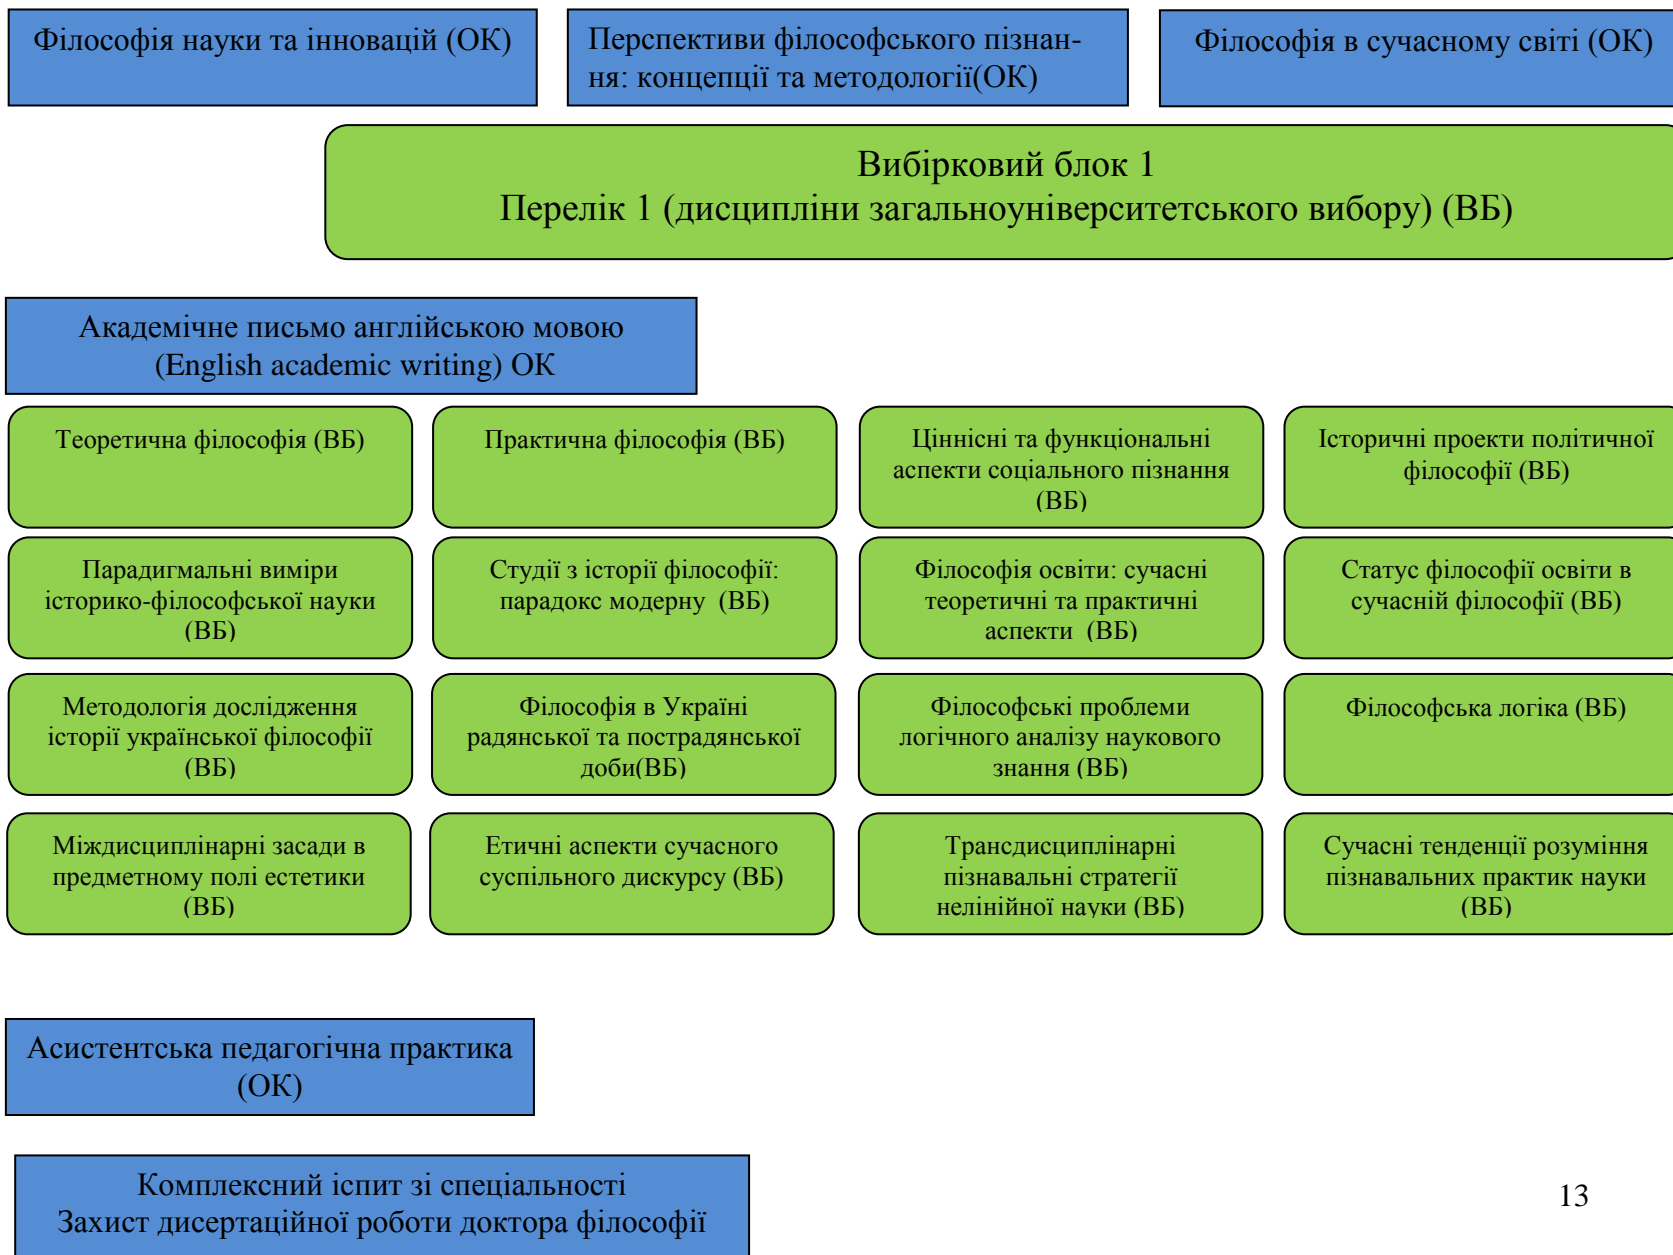 Філософія науки та інновацій (ОК)
Перспективи філософського пізнан-
ня: концепції та методології(ОК)
Філософія в сучасному світі (ОК)
Вибірковий блок 1
Перелік 1 (дисципліни загальноуніверситетського вибору) (ВБ)
Академічне письмо англійською мовою
(English academic writing) ОК
Теоретична філософія (ВБ)
Практична філософія (ВБ)
Ціннісні та функціональні
аспекти соціального пізнання
(ВБ)
Історичні проекти політичної
філософії (ВБ)
Парадигмальні виміри
історико-філософської науки
(ВБ)
Студії з історії філософії:
парадокс модерну  (ВБ)
Філософія освіти: сучасні
теоретичні та практичні
аспекти  (ВБ)
Статус філософії освіти в
сучасній філософії (ВБ)
Методологія дослідження
історії української філософії
(ВБ)
Філософія в Україні
радянської та пострадянської
доби(ВБ)
Філософські проблеми
логічного аналізу наукового
знання (ВБ)
Філософська логіка (ВБ)
Міждисциплінарні засади в
предметному полі естетики
(ВБ)
Етичні аспекти сучасного
суспільного дискурсу (ВБ)
Трансдисциплінарні
пізнавальні стратегії
нелінійної науки (ВБ)
Сучасні тенденції розуміння
пізнавальних практик науки
(ВБ)
Асистентська педагогічна практика
(ОК)
Комплексний іспит зі спеціальності
Захист дисертаційної роботи доктора філософії
13